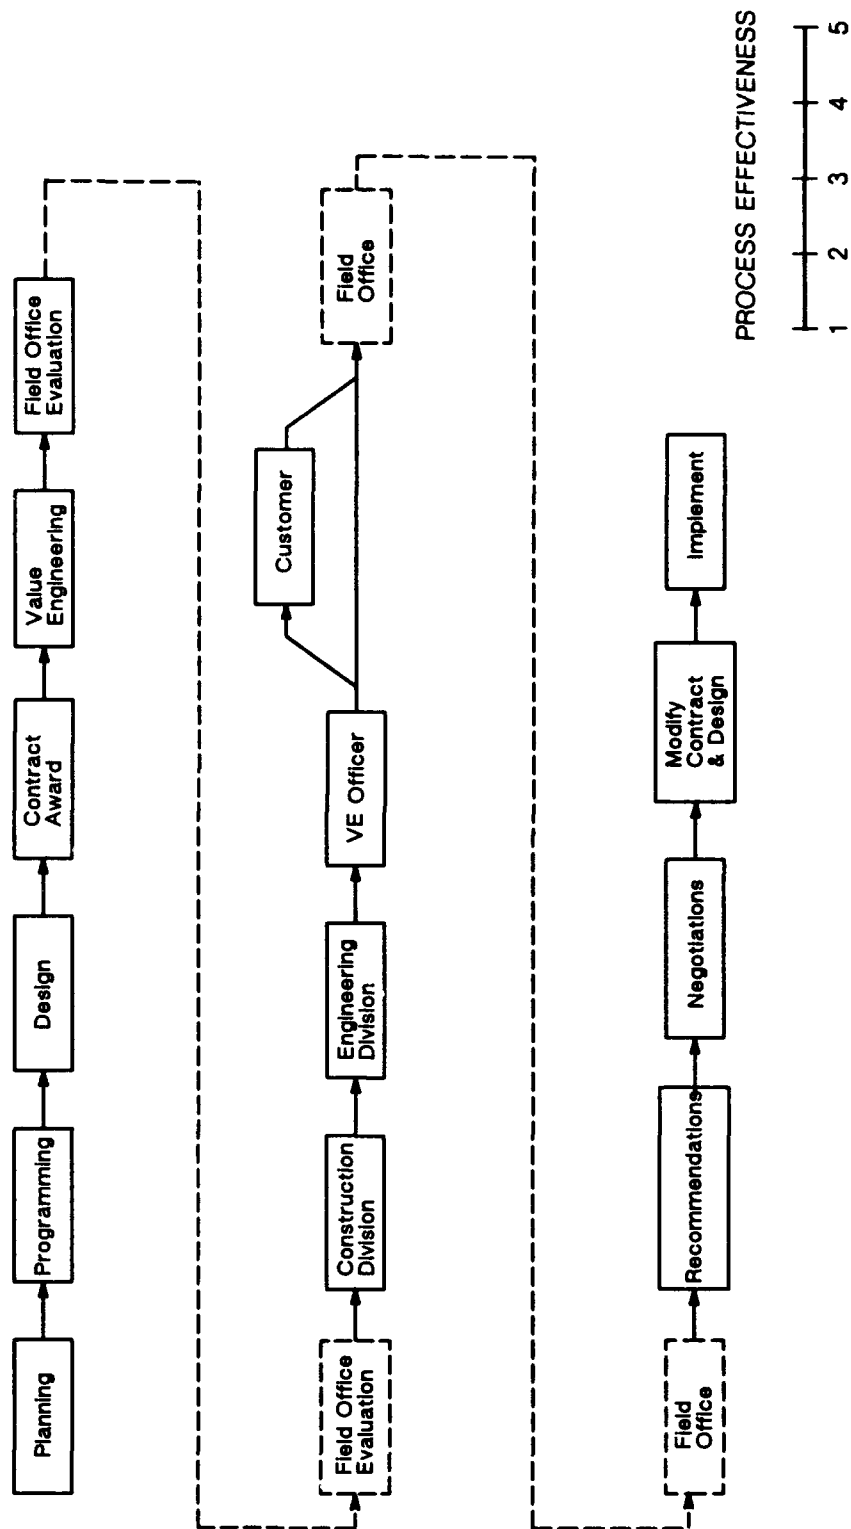 Planning
Programming
Design
Contract
Award
Value
Engineering
Field Office
Evaluation
Field Office
Evaluation
Construction
Division
Engineering
Division
VE Officer
Customer
Field
Office
Field
Office
Recommendations
Negotiations
Modify
Contract
& Design
Implement
PROCESS EFFECTIVENESS
1 2 3 4 5